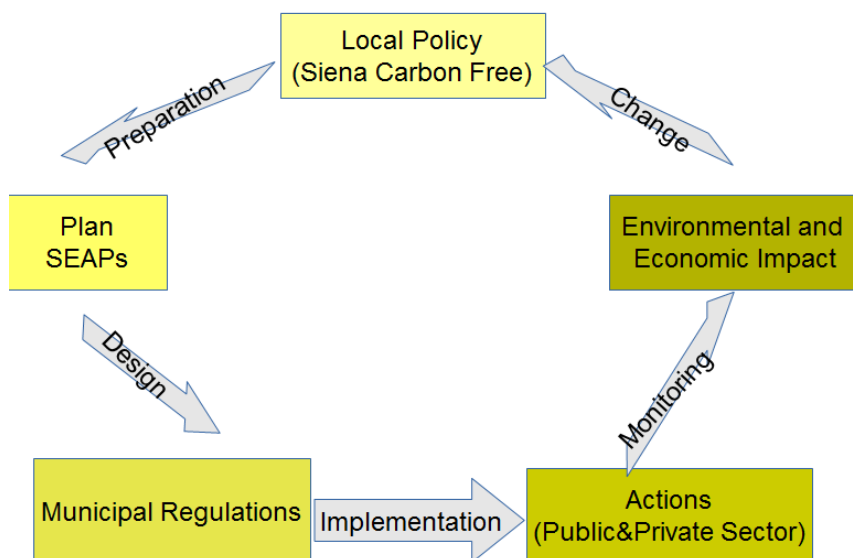 Local Policy
(Siena Carbon Free)
Preparation
Change
Plan
SEAPs
Environmental and
Economic Impact
Design
Monitoring
Municipal Regulations
Implementation
Actions
(Public&Private Sector)